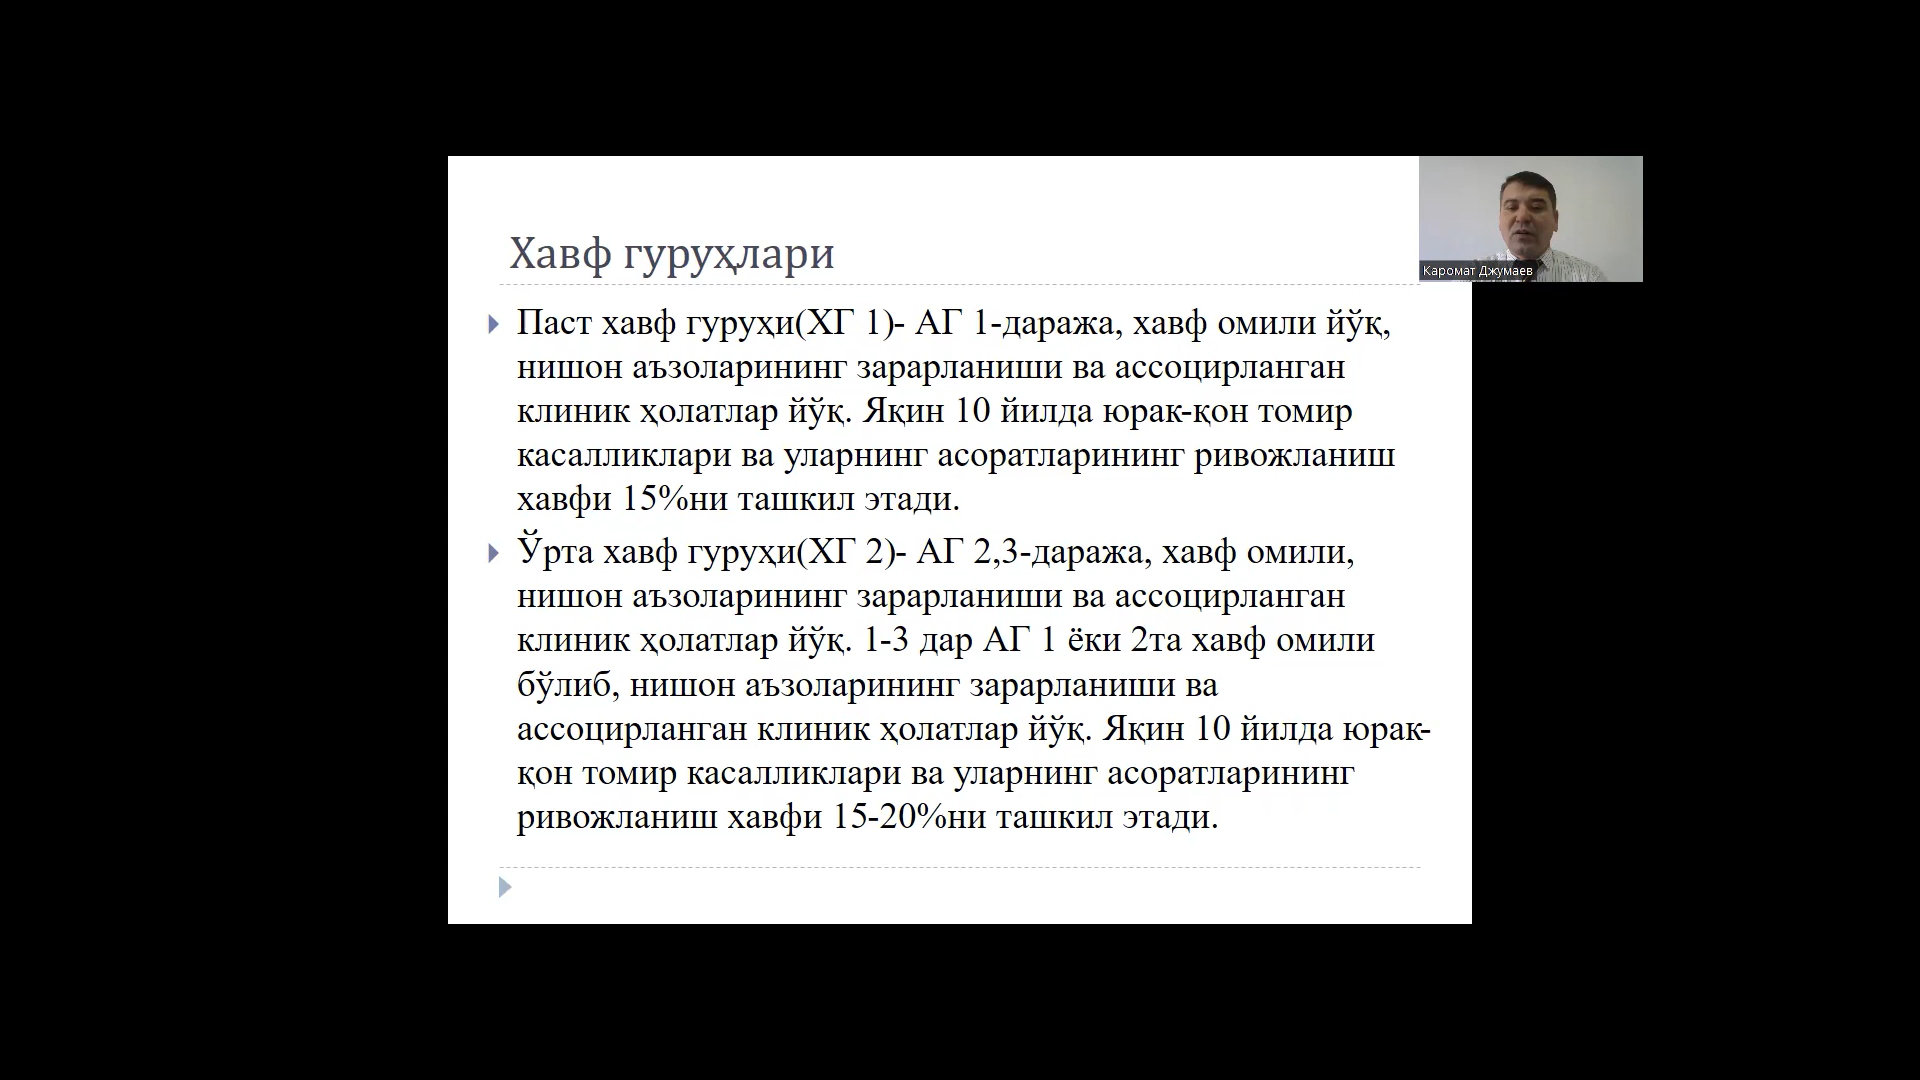 Хавф гуруҳлари
Каромат Джумаев
Паст хавф гуруҳи(ХГ 1)- АГ 1-даража, хавф омили йўқ,
нишон аъзоларининг зарарланиши ва ассоцирланган
клиник ҳолатлар йўқ. Яқин 10 йилда юрак-қон томир
касалликлари ва уларнинг асоратларининг ривожланиш
хавфи 15%ни ташкил этади.
Ўрта хавф гуруҳи(ХГ 2)- АГ 2,3-даража, хавф омили,
нишон аъзоларининг зарарланиши ва ассоцирланган
клиник ҳолатлар йўқ. 1-3 дар АГ 1 ёки 2та хавф омили
бўлиб, нишон аъзоларининг зарарланиши ва
ассоцирланган клиник ҳолатлар йўқ. Яқин 10 йилда юрак-
қон томир касалликлари ва уларнинг асоратларининг
ривожланиш хавфи 15-20%ни ташкил этади.